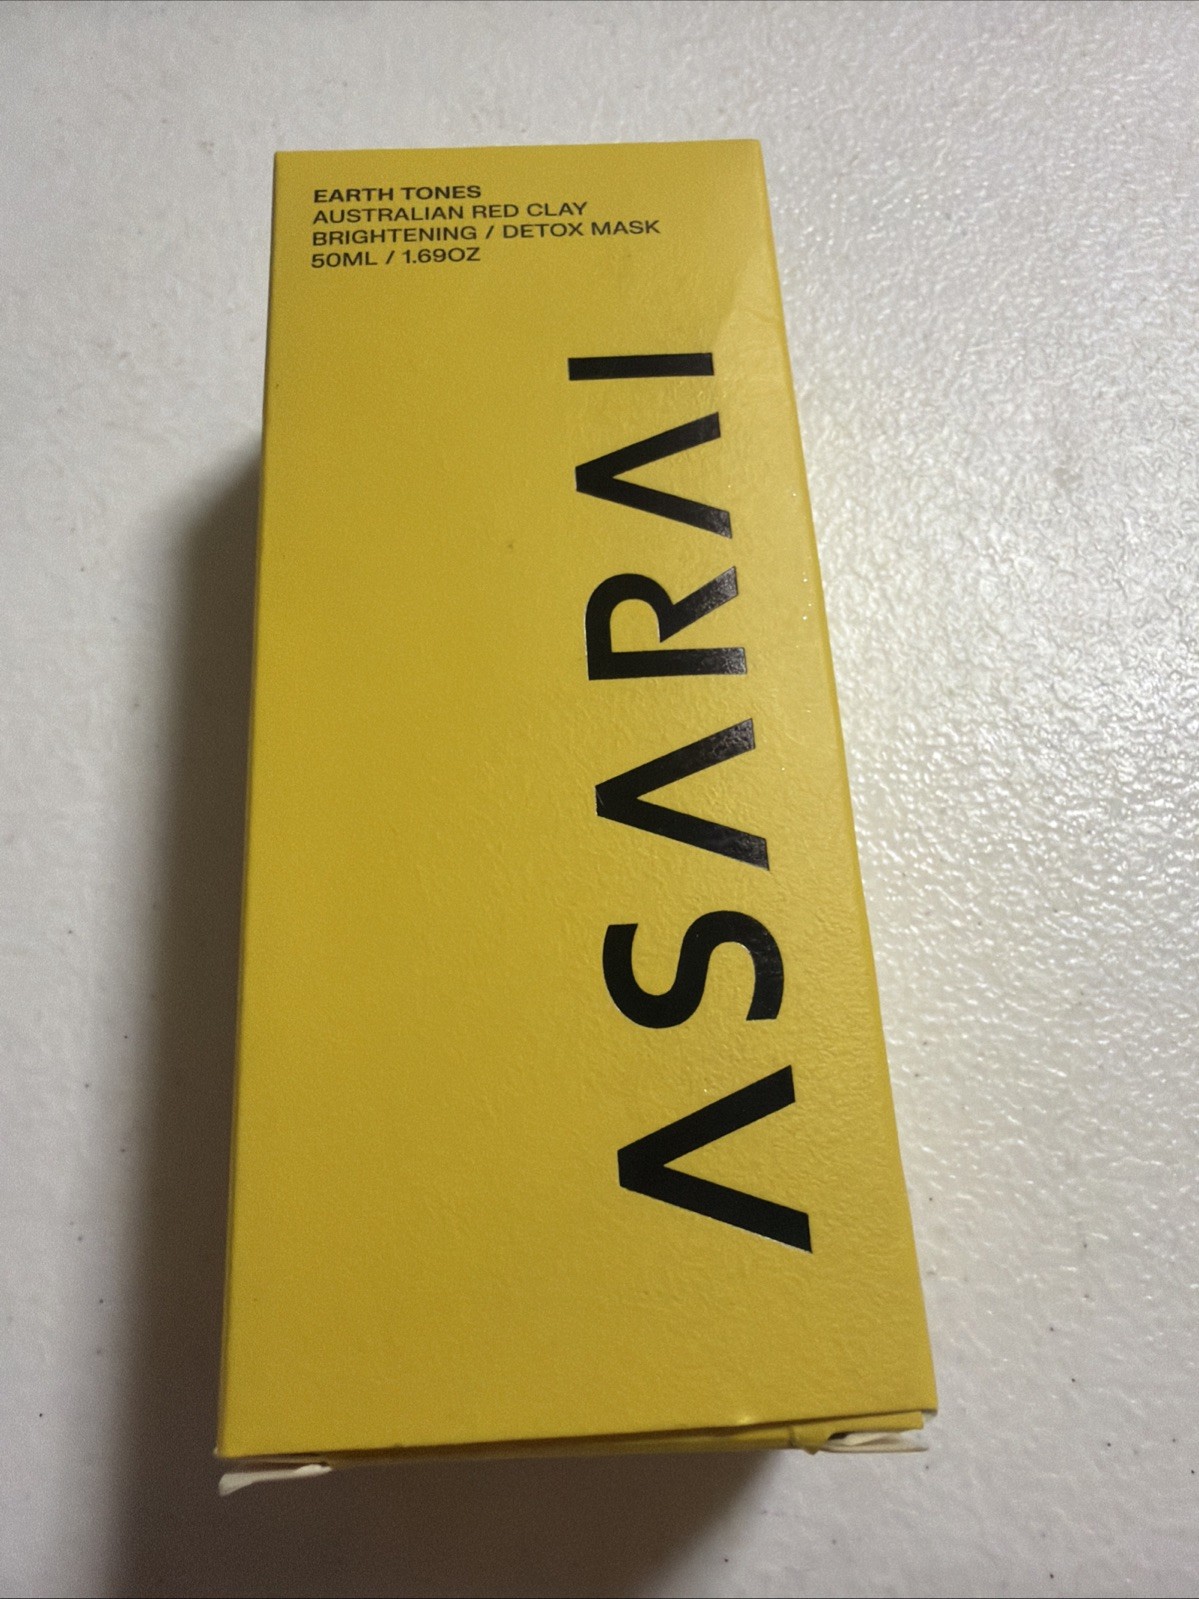 EARTH TONES
AUSTRALIAN RED CLAY
BRIGHTENING / DETOX MASK
50ML / 1.69OZ
ASARAI